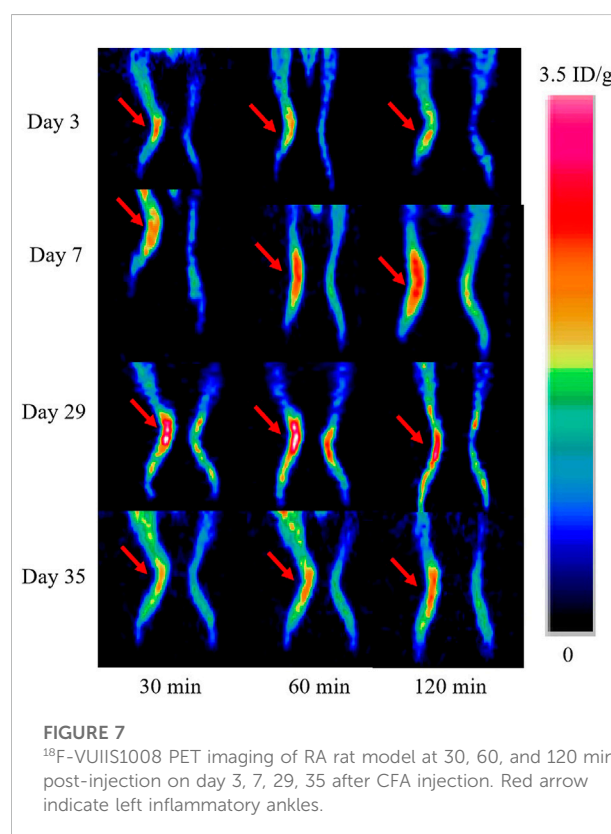 3.5 ID/g
Day 3
Day 7
Day 29
Day 35
0
30 min
60 min
120 min
FIGURE 7
¹⁸F-VUIIS1008 PET imaging of RA rat model at 30, 60, and 120 min
post-injection on day 3, 7, 29, 35 after CFA injection. Red arrow
indicate left inflammatory ankles.